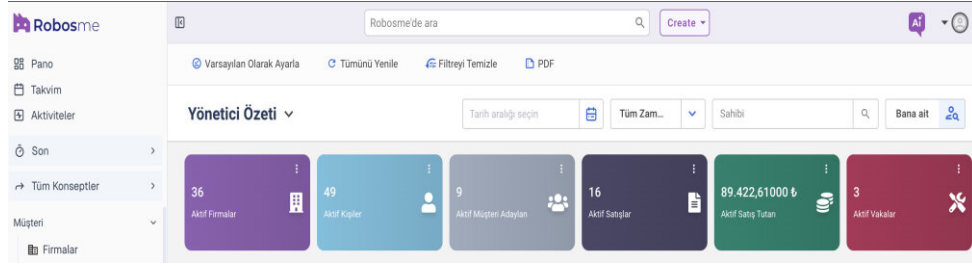 Robosme
Robosme'de ara
Create
Ai
Pano
Takvim
Aktiviteler
Son
Tüm Konseptler
Müşteri
Firmalar
Varsayılan Olarak Ayarla
Tümünü Yenile
Filtreyi Temizle
PDF
Yönetici Özeti
Tarih aralığı seçin
Tüm Zam...
Sahibi
Bana ait
36
Aktif Firmalar
49
Aktif Kişiler
9
Aktif Müşteri Adayları
16
Aktif Satışlar
89.422,61000 ₺
Aktif Satış Tutarı
3
Aktif Vakalar